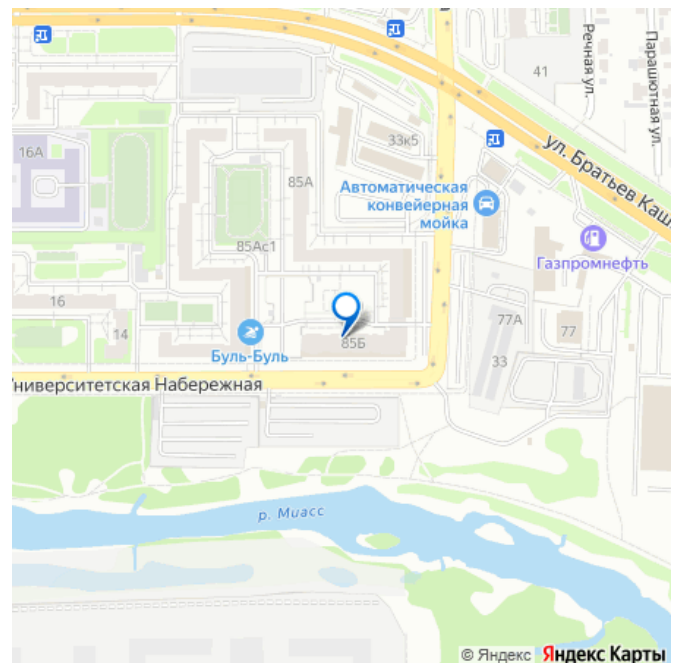 41
Речная ул.
Парашютная ул.
16А
33к5
ул. Братьев Каш
85А
Автоматическая
конвейерная
мойка
85Ас1
Газпромнефть
16
14
77А
77
Буль-Буль
85Б
33
Университетская Набережная
р. Миасс
© Яндекс Яндекс Карты